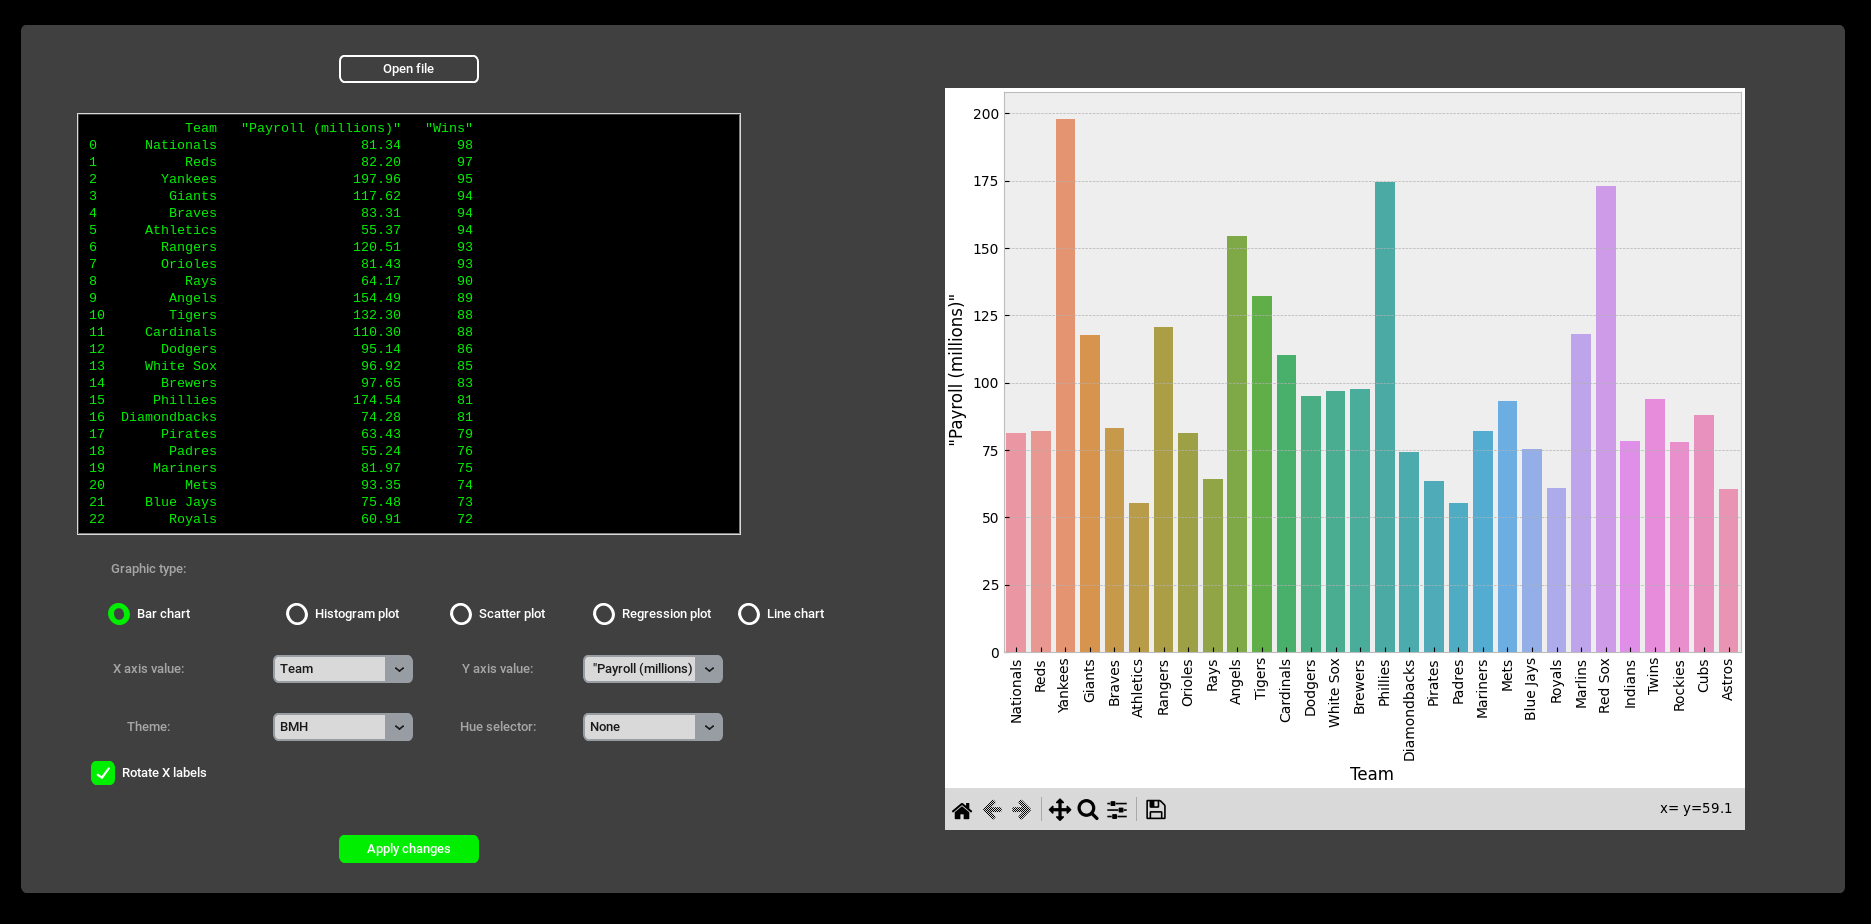 Open file
Team "Payroll (millions)" "Wins"
0 Nationals 81.34 98
1 Reds 82.20 97
2 Yankees 197.96 95
3 Giants 117.62 94
4 Braves 83.31 94
5 Athletics 55.37 94
6 Rangers 120.51 93
7 Orioles 81.43 93
8 Rays 64.17 90
9 Angels 154.49 89
10 Tigers 132.30 88
11 Cardinals 110.30 88
12 Dodgers 95.14 86
13 White Sox 96.92 85
14 Brewers 97.65 83
15 Phillies 174.54 81
16 Diamondbacks 74.28 81
17 Pirates 63.43 79
18 Padres 55.24 76
19 Mariners 81.97 75
20 Mets 93.35 74
21 Blue Jays 75.48 73
22 Royals 60.91 72
Graphic type:
Bar chart Histogram plot Scatter plot Regression plot Line chart
X axis value: Team Y axis value: "Payroll (millions)
Theme: BMH Hue selector: None
Rotate X labels
Apply changes
"Payroll (millions)"
200
175
150
125
100
75
50
25
0
Nationals
Reds
Yankees
Giants
Braves
Athletics
Rangers
Orioles
Rays
Angels
Tigers
Cardinals
Dodgers
White Sox
Brewers
Phillies
Diamondbacks
Pirates
Padres
Mariners
Mets
Blue Jays
Royals
Marlins
Red Sox
Indians
Twins
Rockies
Cubs
Astros
Team
x= y=59.1